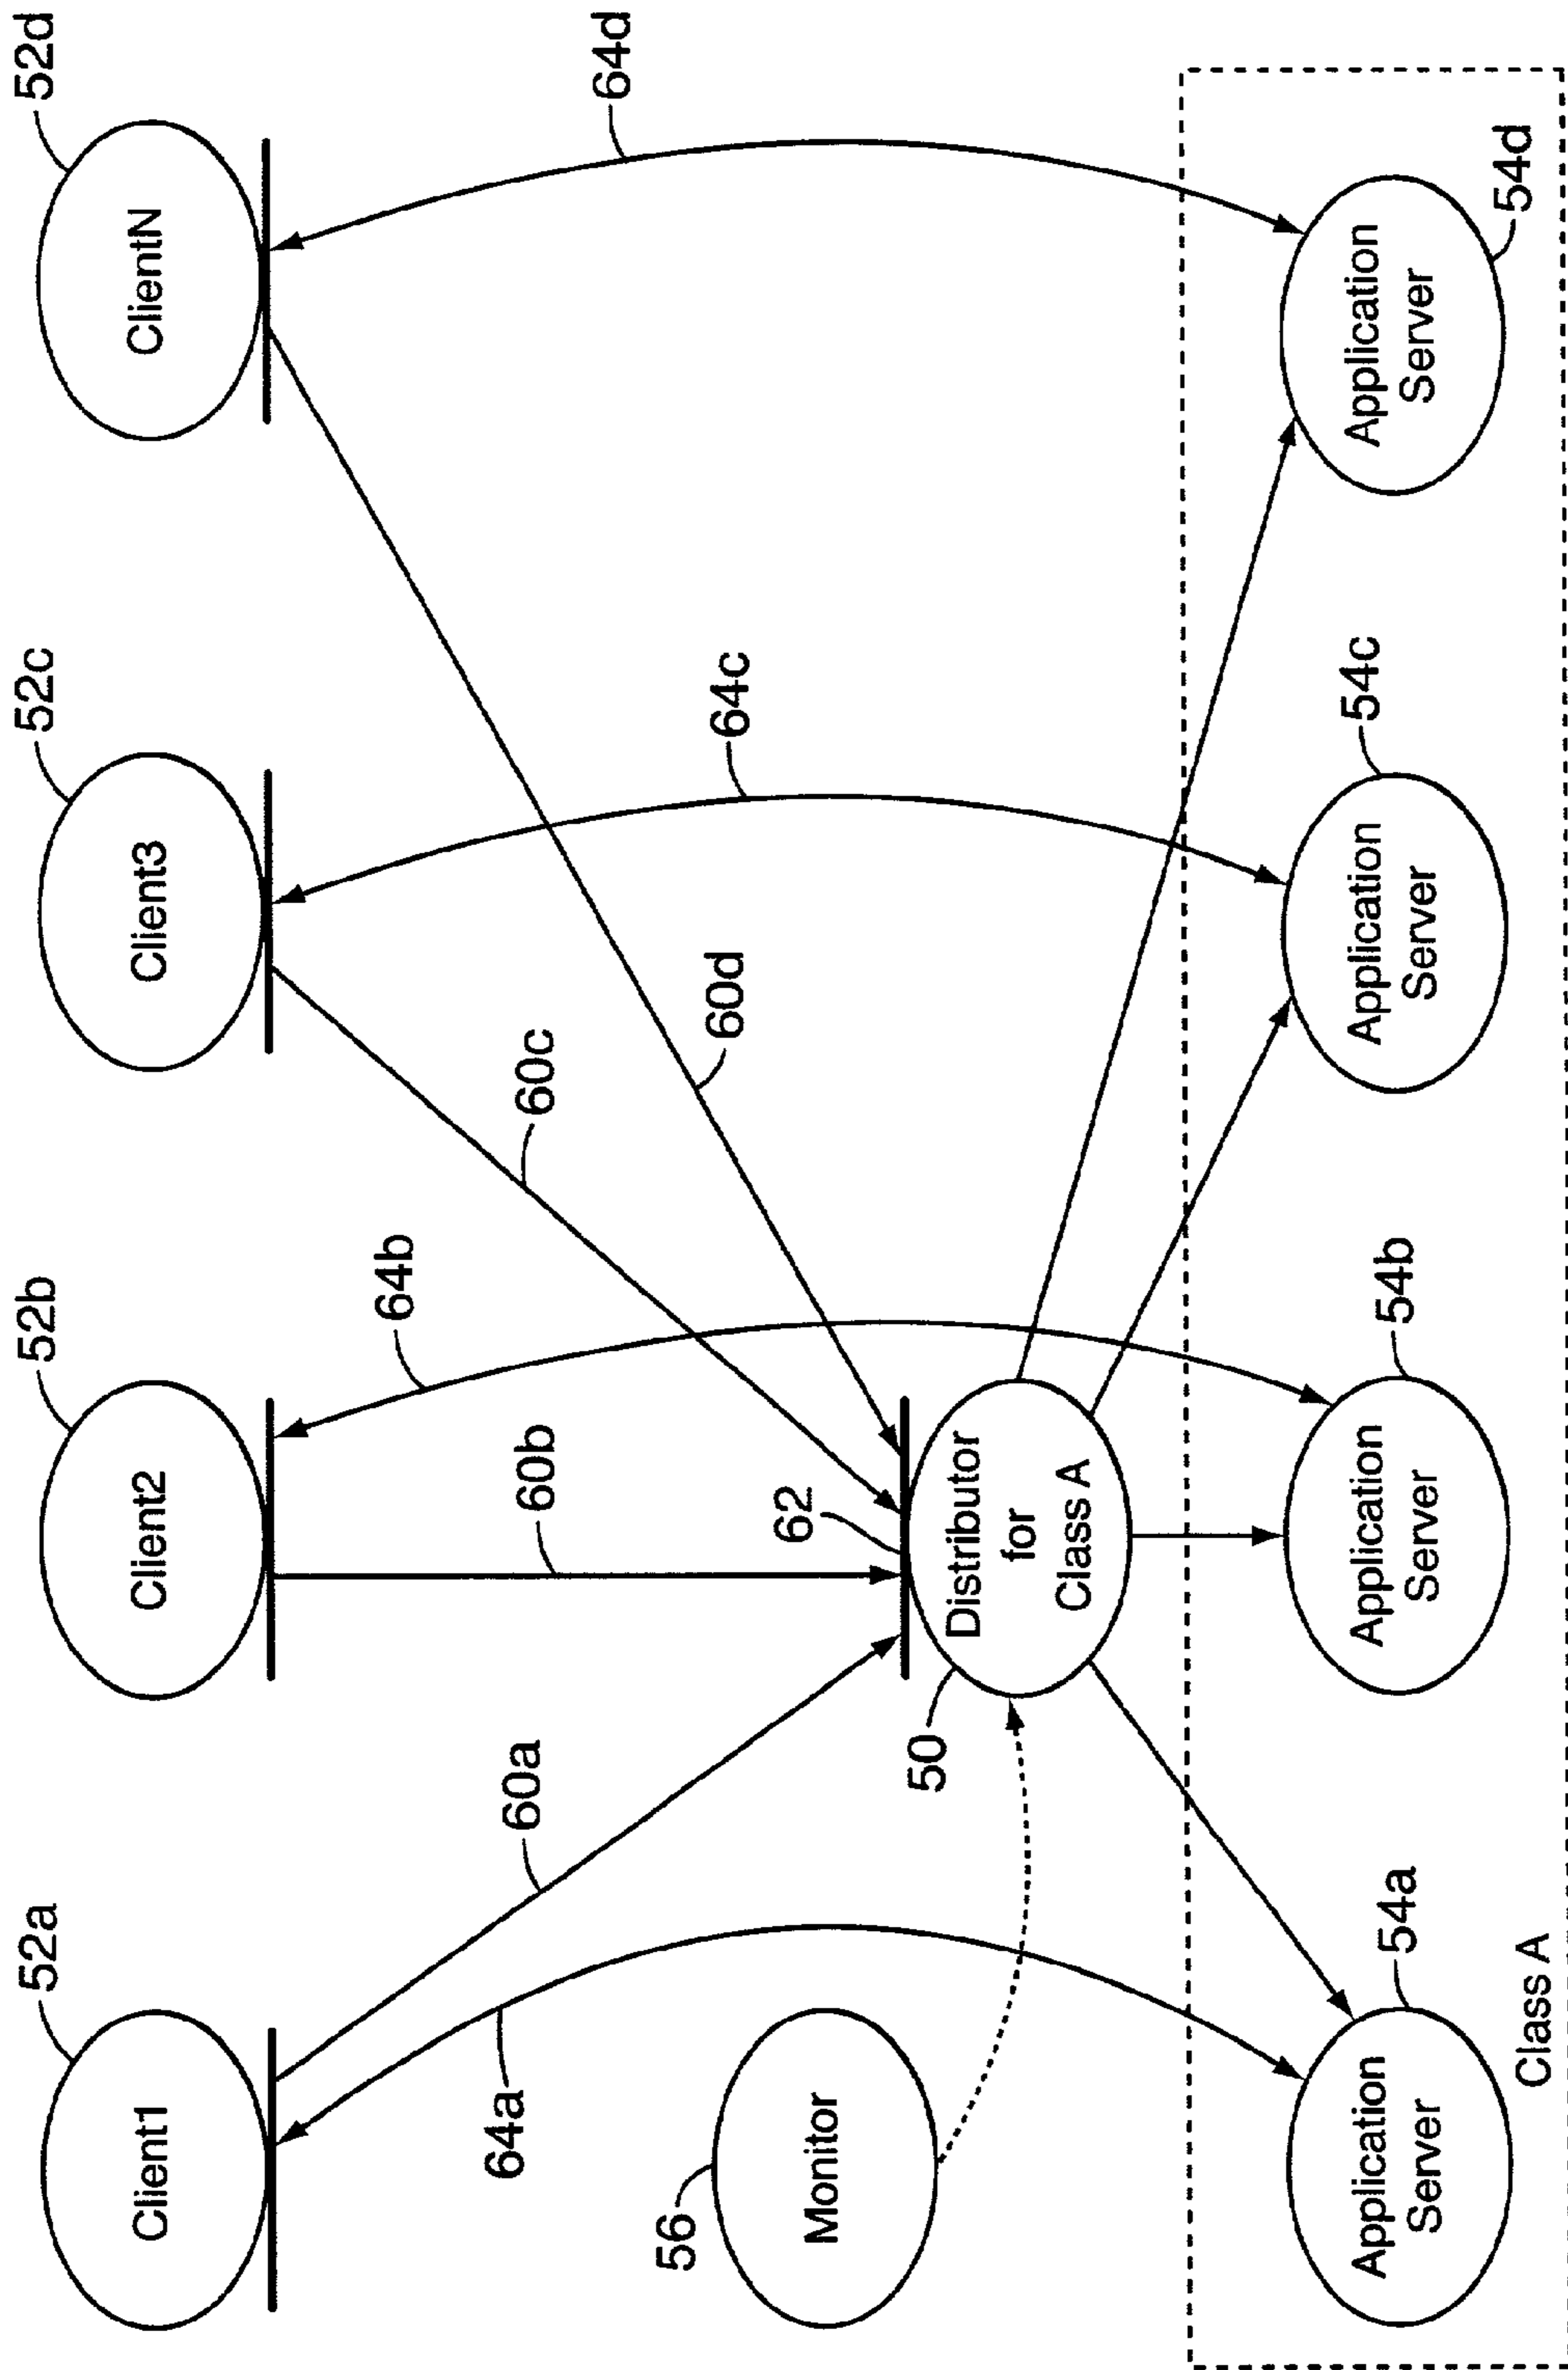 52a
52b
52c
52d
Client1
Client2
Client3
ClientN
64b
64d
60a
60b
60c
64a
64c
60d
56
62
Monitor
50
Distributor
for
Class A
54a
54b
54c
54d
Application
Server
Application
Server
Application
Server
Application
Server
Class A